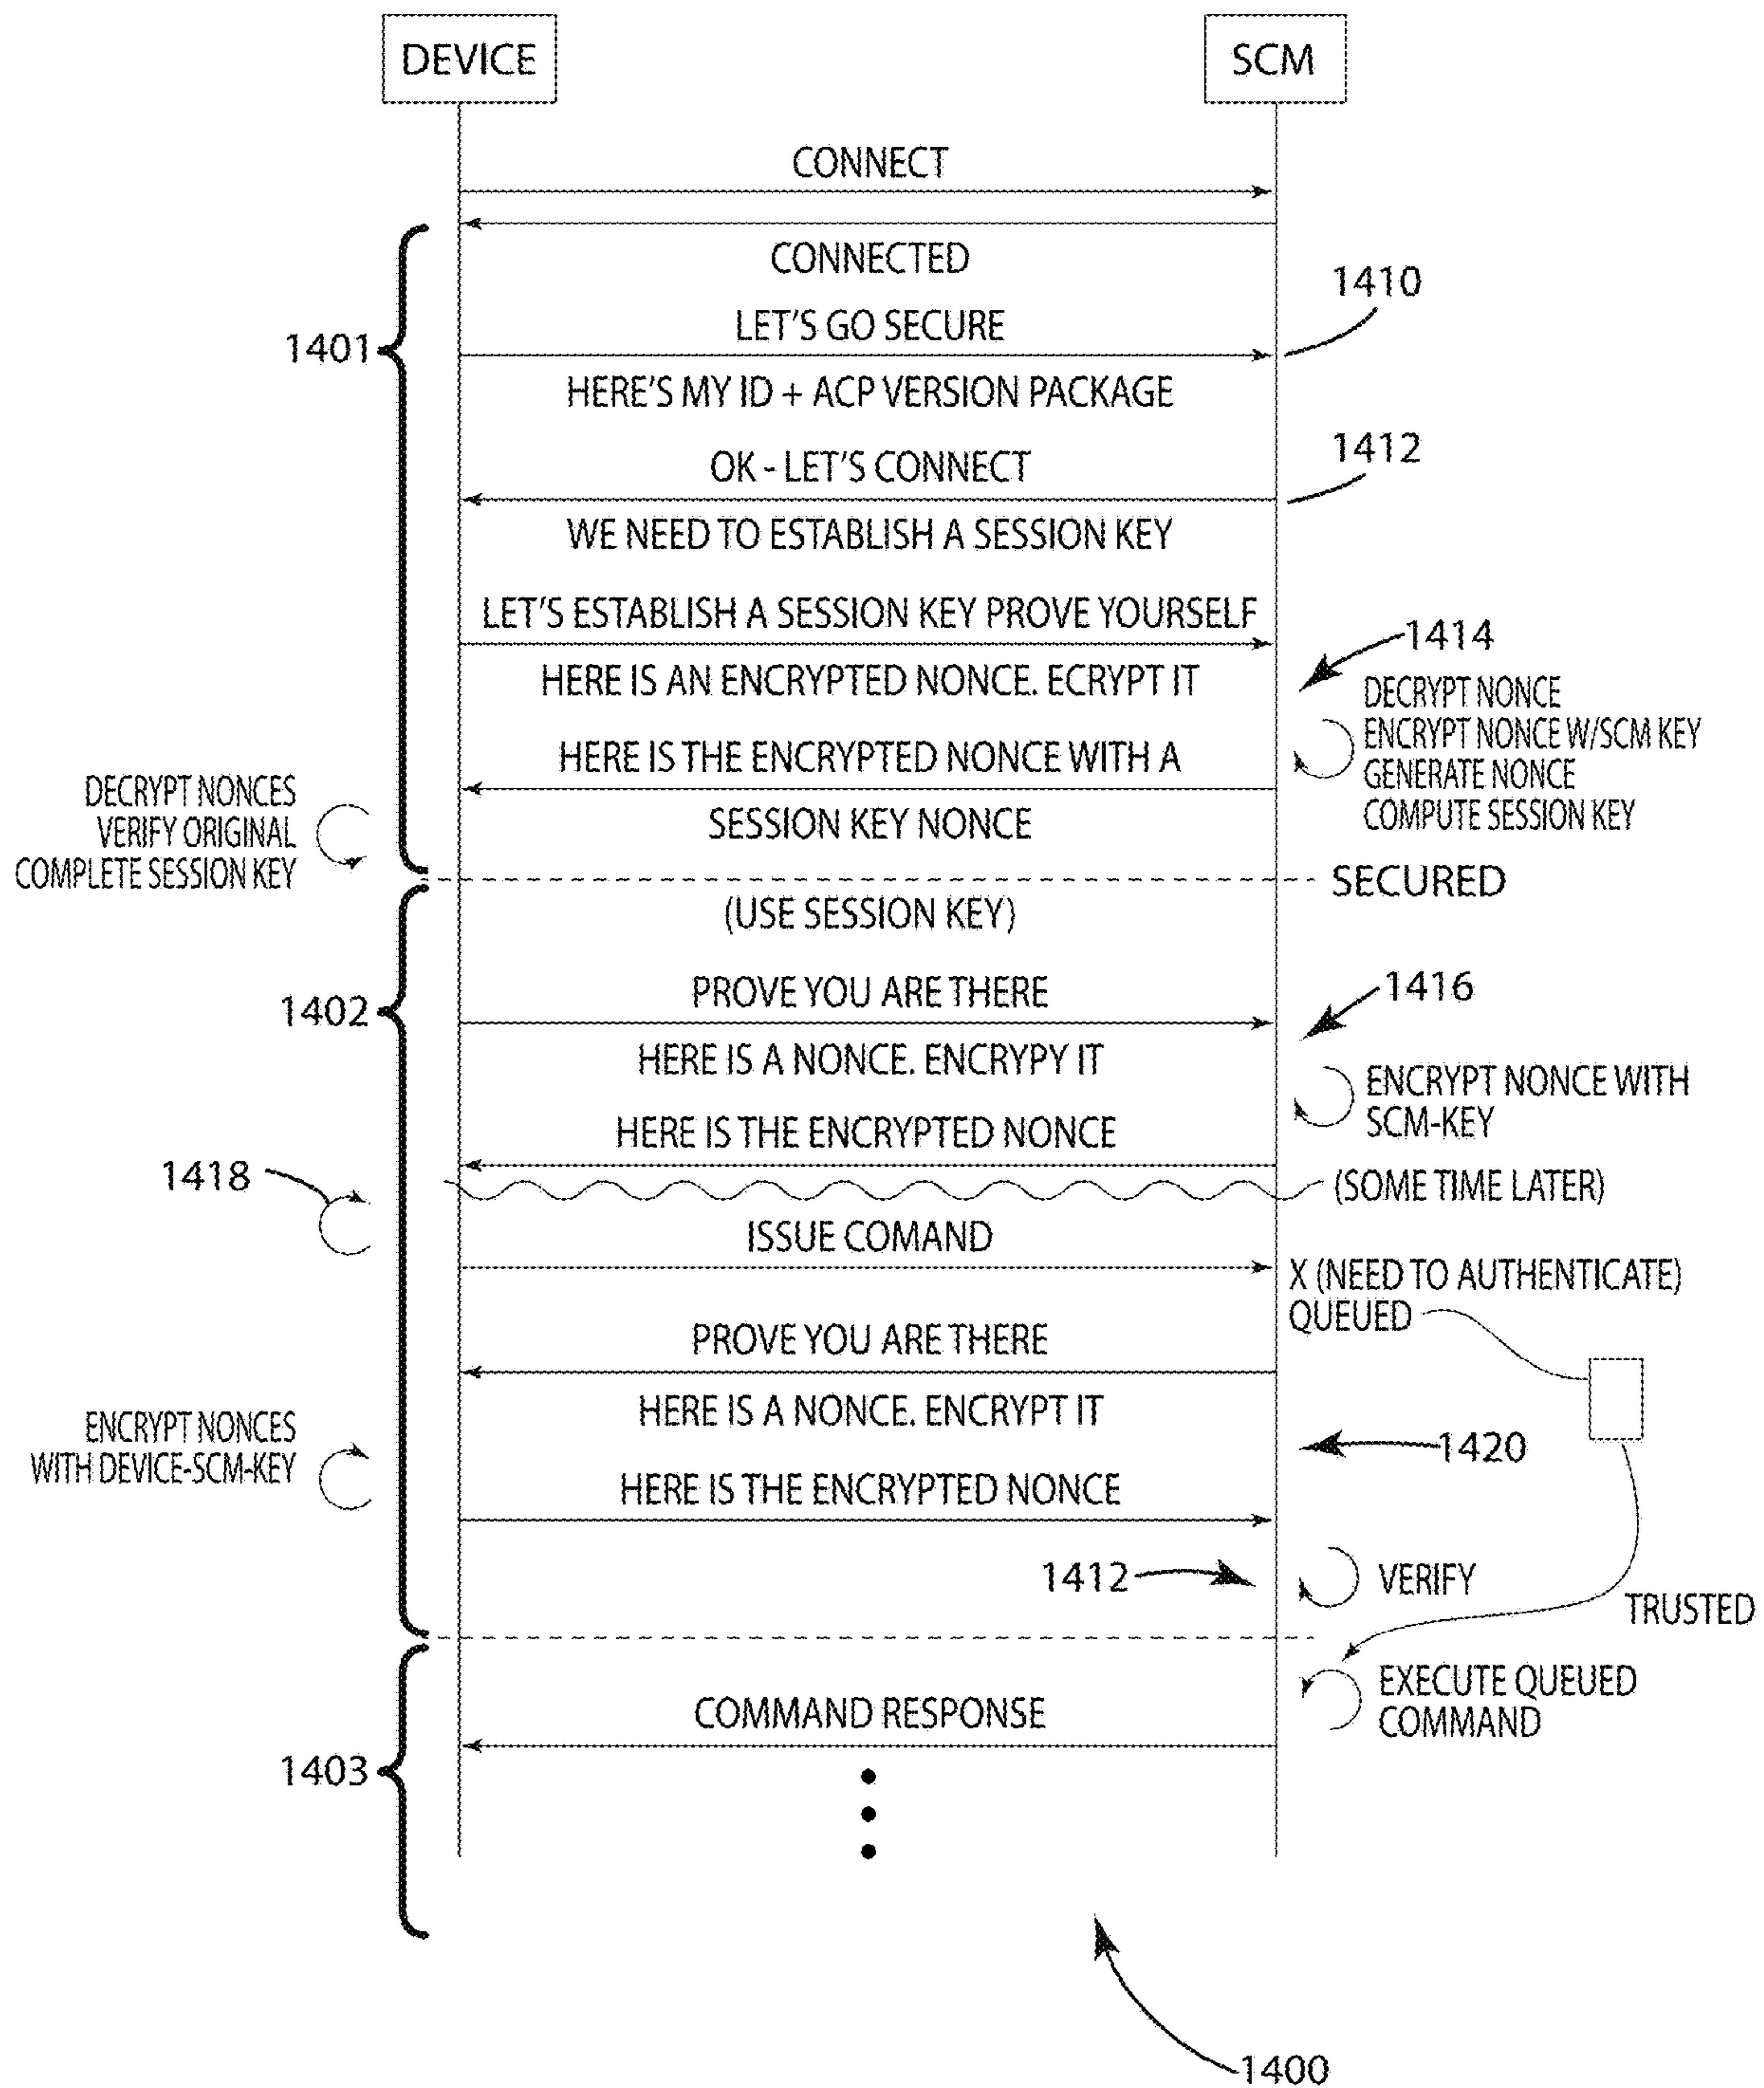 DEVICE
SCM
CONNECT
CONNECTED
1410
LET'S GO SECURE
1401
HERE'S MY ID + ACP VERSION PACKAGE
1412
OK - LET'S CONNECT
WE NEED TO ESTABLISH A SESSION KEY
LET'S ESTABLISH A SESSION KEY PROVE YOURSELF
1414
HERE IS AN ENCRYPTED NONCE. ECRYPT IT
DECRYPT NONCE
ENCRYPT NONCE W/SCM KEY
GENERATE NONCE
COMPUTE SESSION KEY
HERE IS THE ENCRYPTED NONCE WITH A
SESSION KEY NONCE
DECRYPT NONCES
VERIFY ORIGINAL
COMPLETE SESSION KEY
SECURED
(USE SESSION KEY)
1402
PROVE YOU ARE THERE
1416
HERE IS A NONCE. ENCRYPY IT
ENCRYPT NONCE WITH
SCM-KEY
HERE IS THE ENCRYPTED NONCE
1418
(SOME TIME LATER)
ISSUE COMAND
X (NEED TO AUTHENTICATE)
QUEUED
PROVE YOU ARE THERE
HERE IS A NONCE. ENCRYPT IT
ENCRYPT NONCES
WITH DEVICE-SCM-KEY
1420
HERE IS THE ENCRYPTED NONCE
1412
VERIFY
TRUSTED
EXECUTE QUEUED
COMMAND
COMMAND RESPONSE
1403
1400